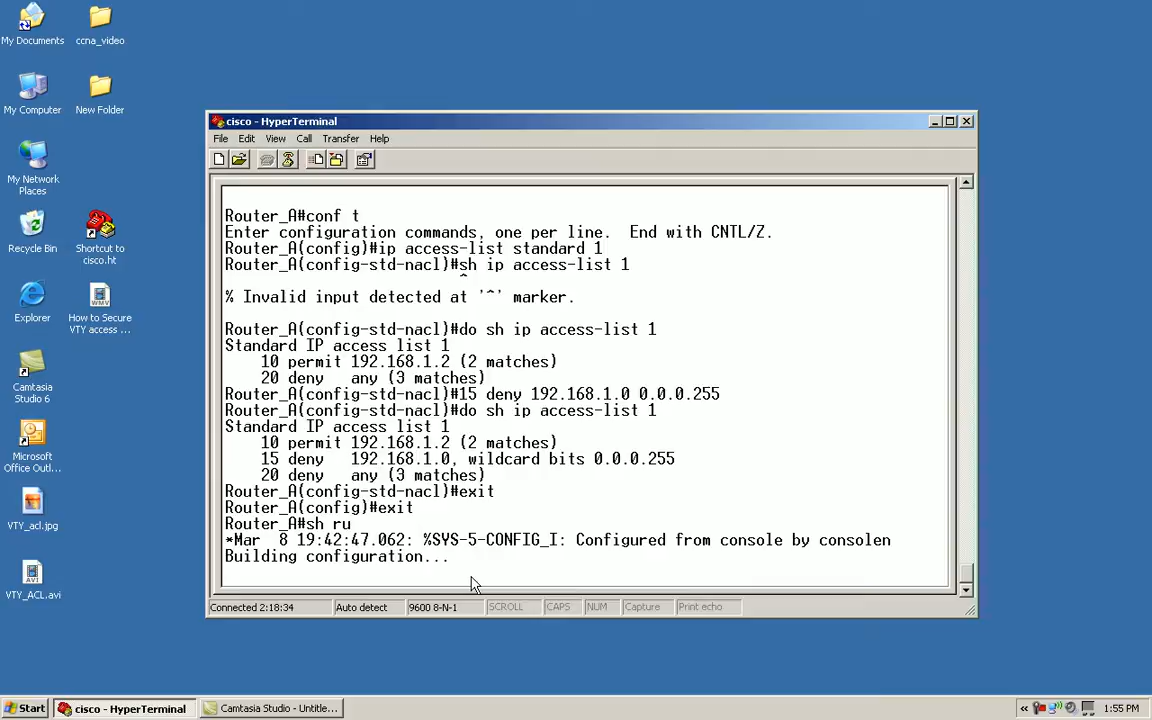 My Documents
ccna_video
My Computer
New Folder
My Network
Places
Recycle Bin
Shortcut to
cisco.ht
Explorer
How to Secure
VTY access ...
Camtasia
Studio 6
Microsoft
Office Outl...
VTY_acl.jpg
VTY_ACL.avi
cisco - HyperTerminal
File Edit View Call Transfer Help
Router_A#conf t
Enter configuration commands, one per line.  End with CNTL/Z.
Router_A(config)#ip access-list standard 1
Router_A(config-std-nacl)#sh ip access-list 1
^
% Invalid input detected at '^' marker.
Router_A(config-std-nacl)#do sh ip access-list 1
Standard IP access list 1
10 permit 192.168.1.2 (2 matches)
20 deny   any (3 matches)
Router_A(config-std-nacl)#15 deny 192.168.1.0 0.0.0.255
Router_A(config-std-nacl)#do sh ip access-list 1
Standard IP access list 1
10 permit 192.168.1.2 (2 matches)
15 deny   192.168.1.0, wildcard bits 0.0.0.255
20 deny   any (3 matches)
Router_A(config-std-nacl)#exit
Router_A(config)#exit
Router_A#sh ru
*Mar  8 19:42:47.062: %SYS-5-CONFIG_I: Configured from console by consolen
Building configuration...
Connected 2:18:34 Auto detect 9600 8-N-1 SCROLL CAPS NUM Capture Print echo
Start cisco - HyperTerminal Camtasia Studio - Untitle... « 1:55 PM